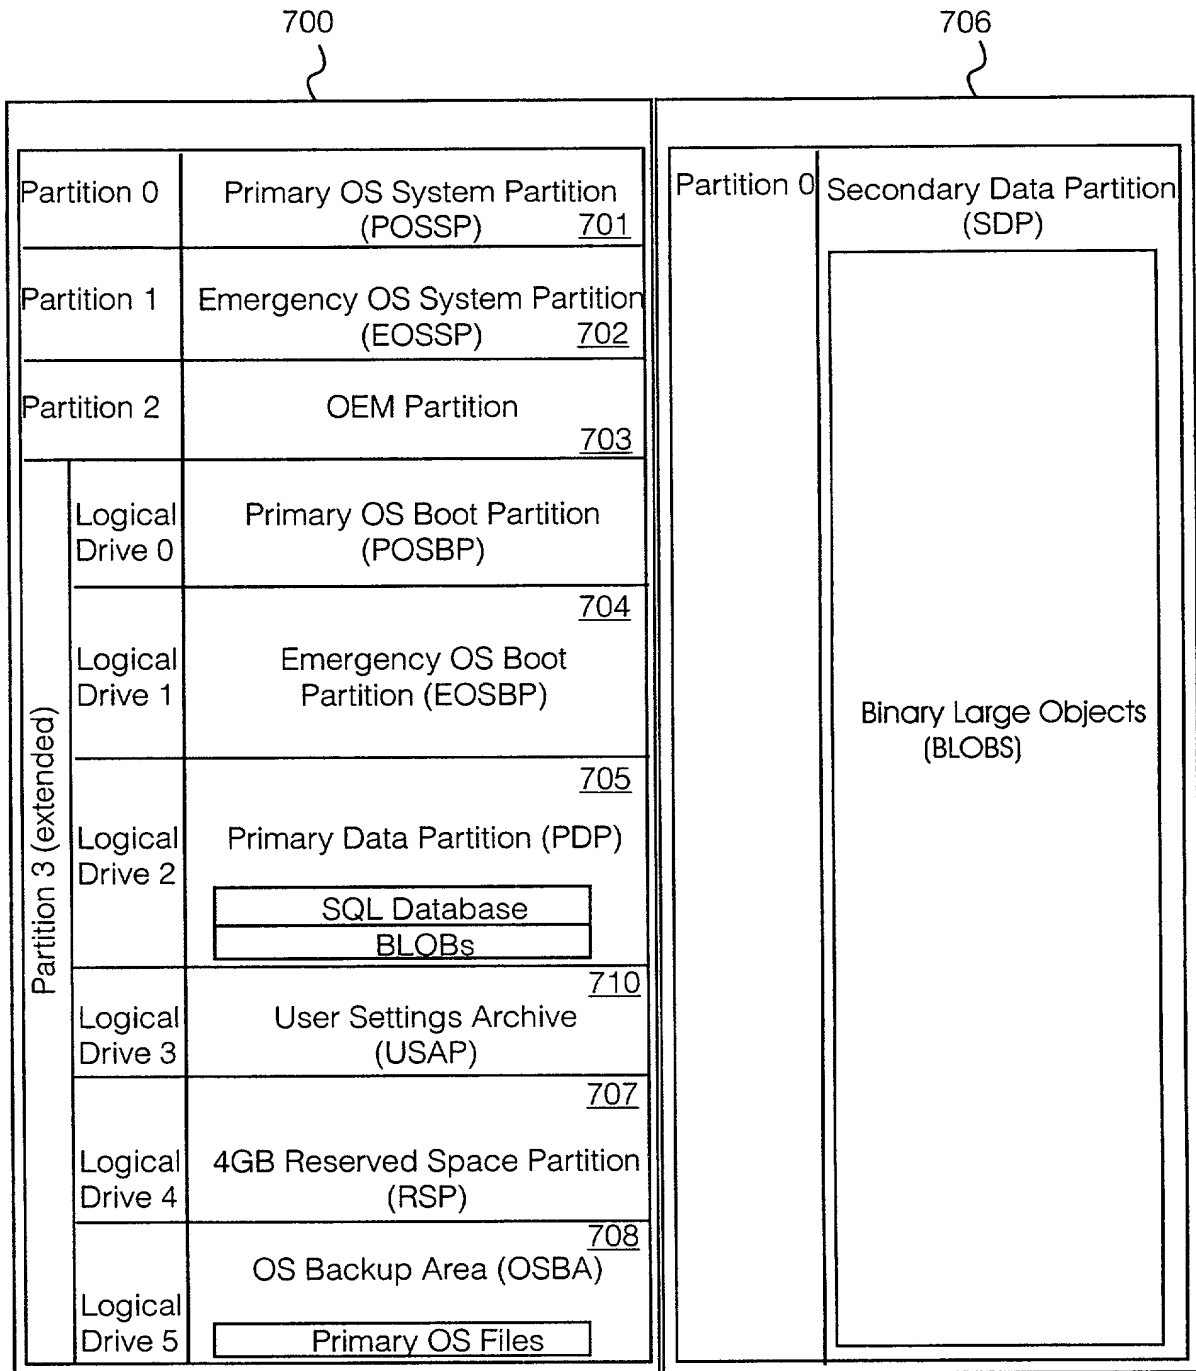 700
706
Partition 0
Primary OS System Partition
(POSSP)
701
Partition 1
Emergency OS System Partition
(EOSSP)
702
Partition 2
OEM Partition
703
Partition 3 (extended)
Logical
Drive 0
Primary OS Boot Partition
(POSBP)
Logical
Drive 1
704
Emergency OS Boot
Partition (EOSBP)
Logical
Drive 2
705
Primary Data Partition (PDP)
SQL Database
BLOBs
Logical
Drive 3
710
User Settings Archive
(USAP)
Logical
Drive 4
707
4GB Reserved Space Partition
(RSP)
Logical
Drive 5
708
OS Backup Area (OSBA)
Primary OS Files
Partition 0
Secondary Data Partition
(SDP)
Binary Large Objects
(BLOBS)